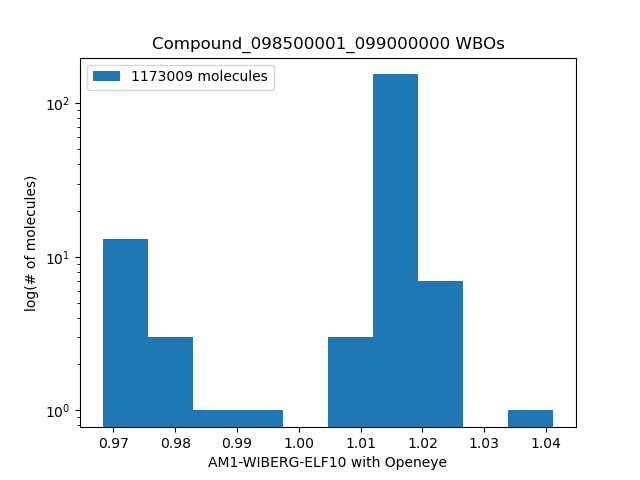 Compound_098500001_099000000 WBOs
1173009 molecules
10²
10¹
10⁰
log(# of molecules)
0.97 0.98 0.99 1.00 1.01 1.02 1.03 1.04
AM1-WIBERG-ELF10 with Openeye